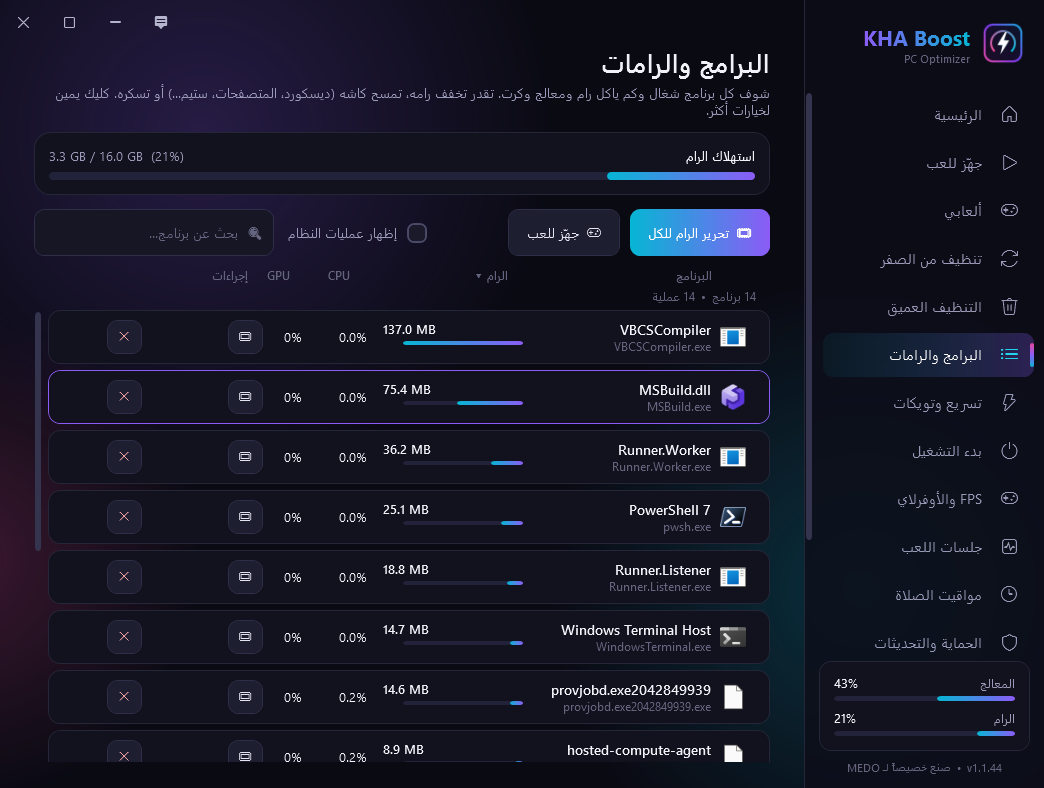 KHA Boost
PC Optimizer
الرئيسية
جهّز للعب
ألعابي
تنظيف من الصفر
التنظيف العميق
البرامج والرامات
تسريع وتويكات
بدء التشغيل
FPS والأوفرلاي
جلسات اللعب
مواقيت الصلاة
الحماية والتحديثات
المعالج 43%
الرام 21%
صنع خصيصاً لـ MEDO • v1.1.44
البرامج والرامات
شوف كل برنامج شغال وكم ياكل رام ومعالج وكرت. تقدر تخفف رامه، تمسح كاشه (ديسكورد، المتصفحات، ستيم...) أو تسكره. كليك يمين
لخيارات أكثر.
استهلاك الرام 3.3 GB / 16.0 GB (21%)
تحرير الرام للكل
جهّز للعب
إظهار عمليات النظام
بحث عن برنامج...
البرنامج الرام ▼ CPU GPU إجراءات
14 برنامج • 14 عملية
VBCSCompiler 137.0 MB 0.0% 0%
VBCSCompiler.exe
MSBuild.dll 75.4 MB 0.0% 0%
MSBuild.exe
Runner.Worker 36.2 MB 0.0% 0%
Runner.Worker.exe
PowerShell 7 25.1 MB 0.0% 0%
pwsh.exe
Runner.Listener 18.8 MB 0.0% 0%
Runner.Listener.exe
Windows Terminal Host 14.7 MB 0.0% 0%
WindowsTerminal.exe
provjobd.exe2042849939 14.6 MB 0.2% 0%
provjobd.exe2042849939.exe
hosted-compute-agent 8.9 MB 0.2% 0%